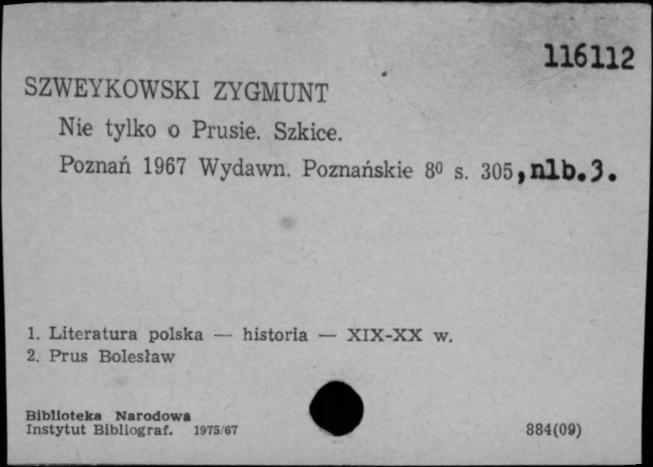 116112
SZWEYKOWSKI ZYGMUNT
Nie tylko o Prusie. Szkice.
Poznań 1967 Wydawn. Poznańskie 8⁰ s. 305, nlb.3.
1. Literatura polska — historia — XIX-XX w.
2. Prus Bolesław
Biblioteka Narodowa
Instytut Bibliograf. 1975/67
884(09)